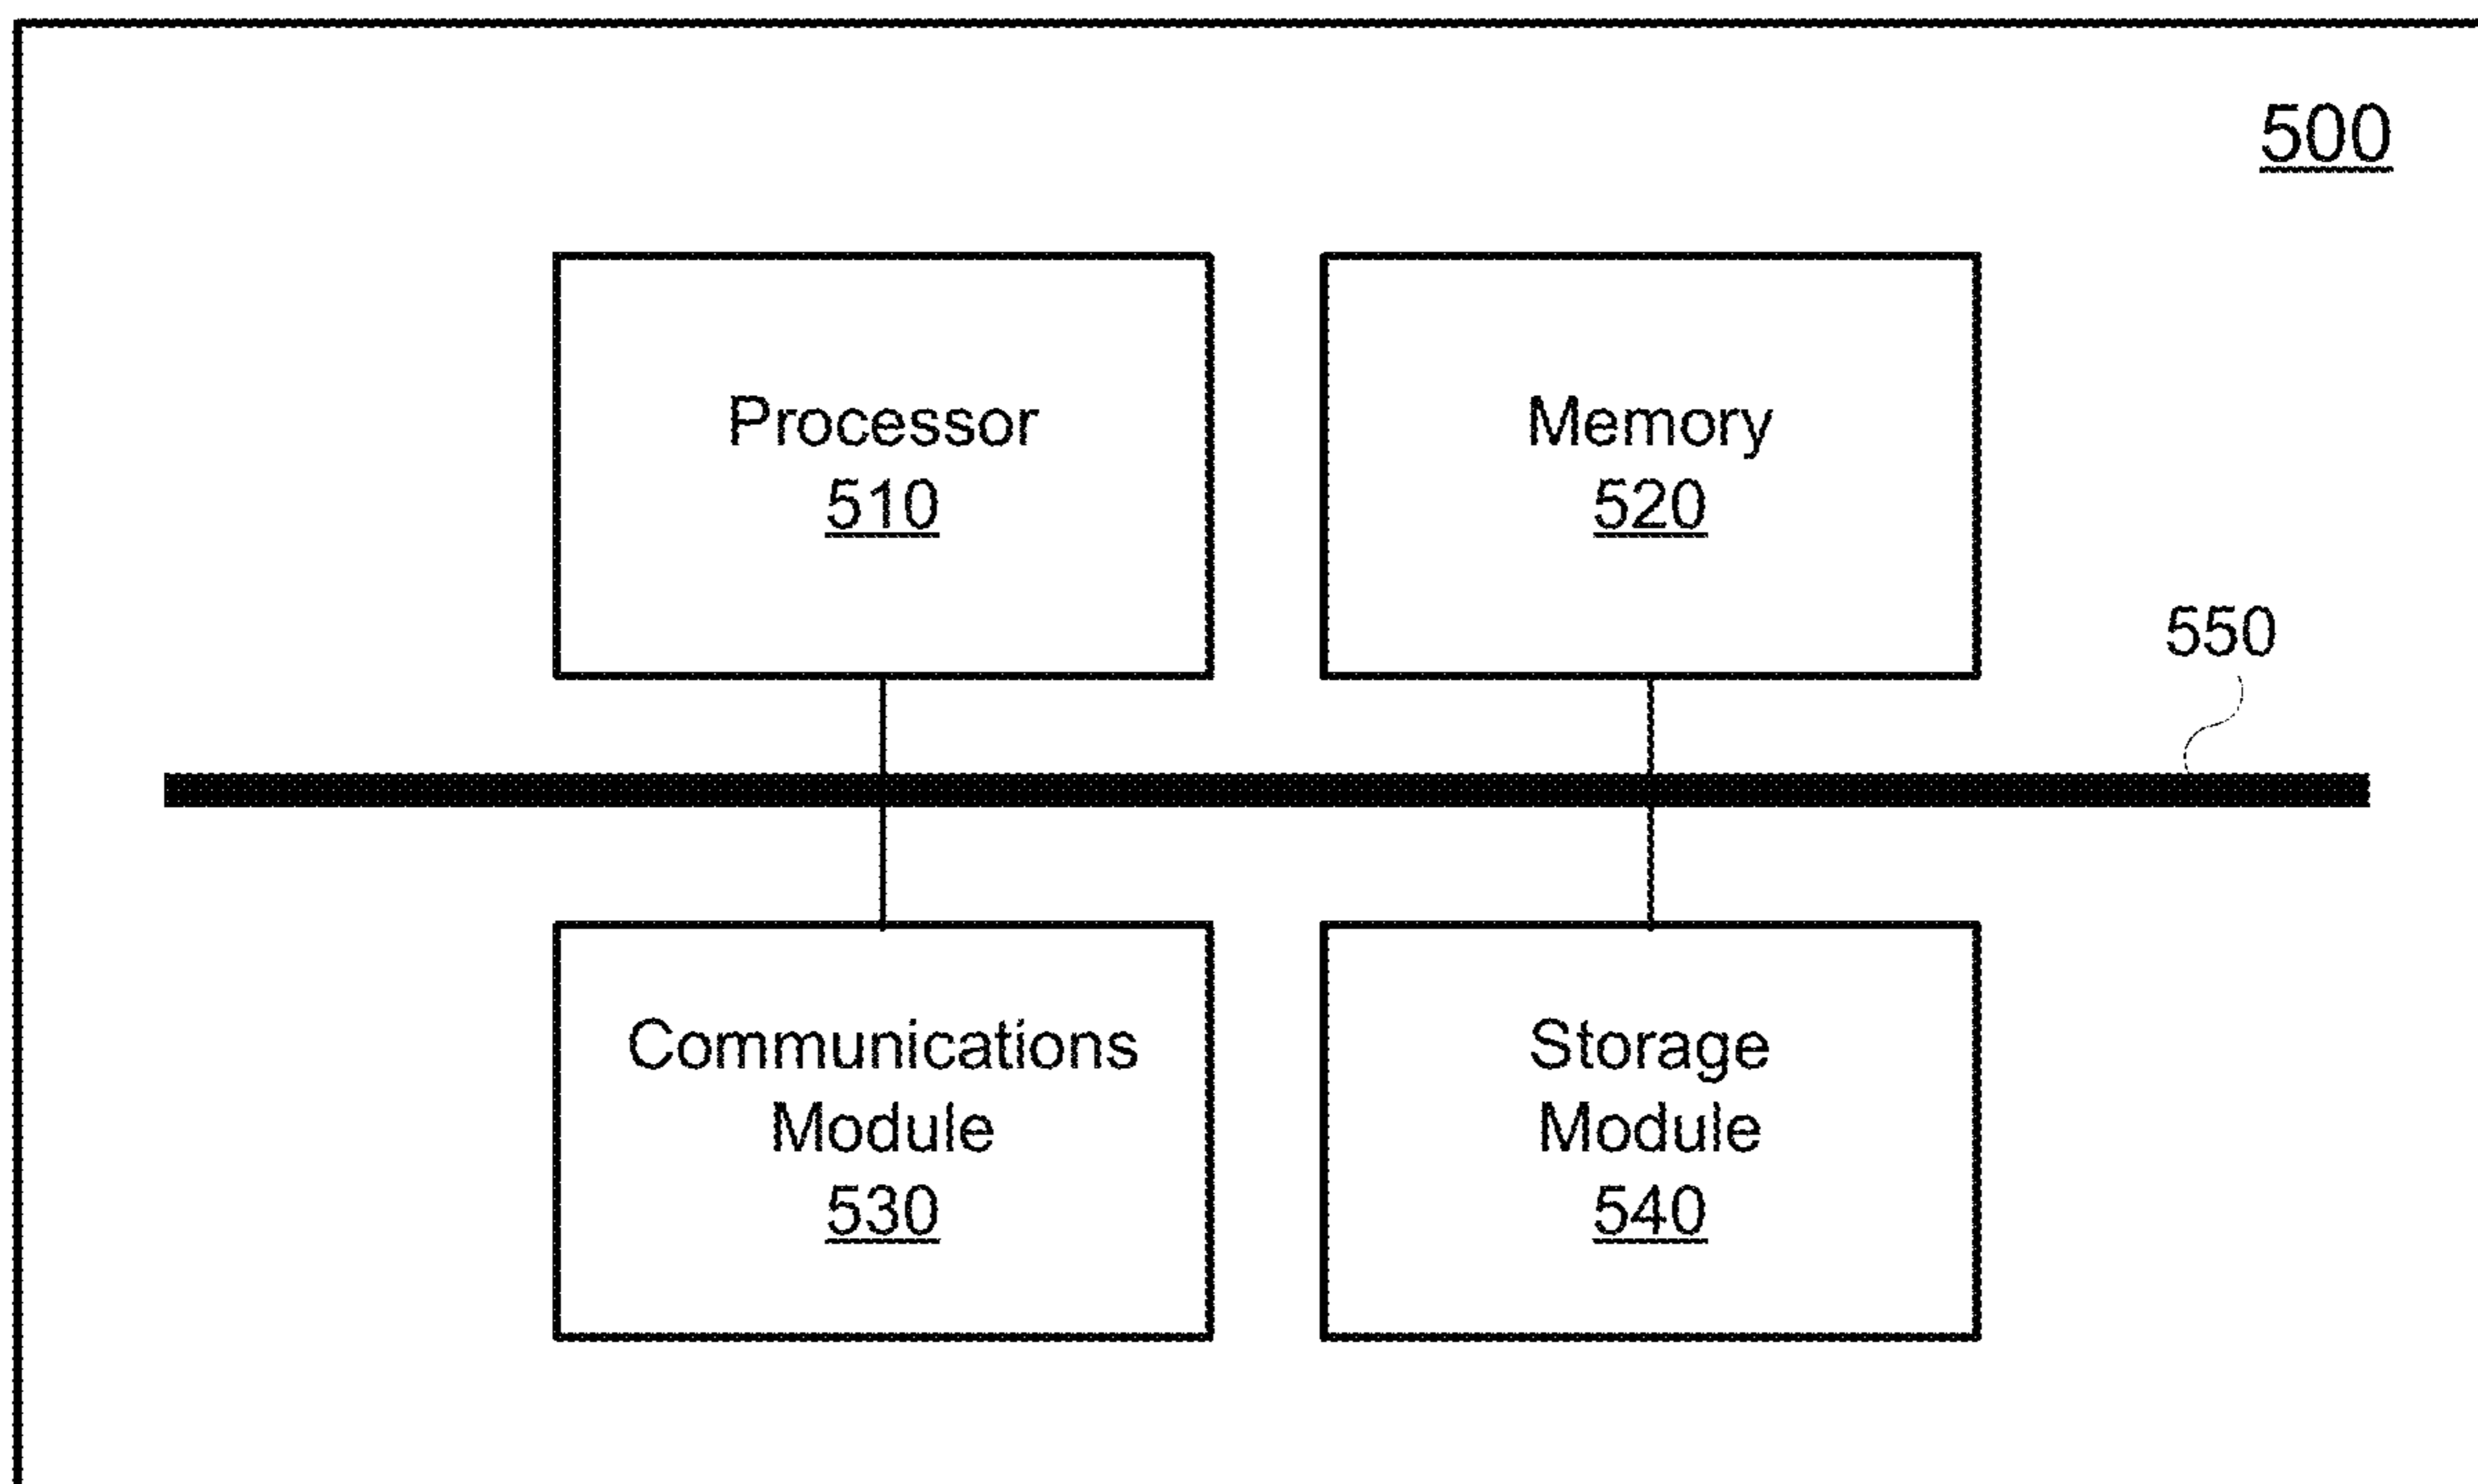 500
Processor
510
Memory
520
550
Communications
Module
530
Storage
Module
540